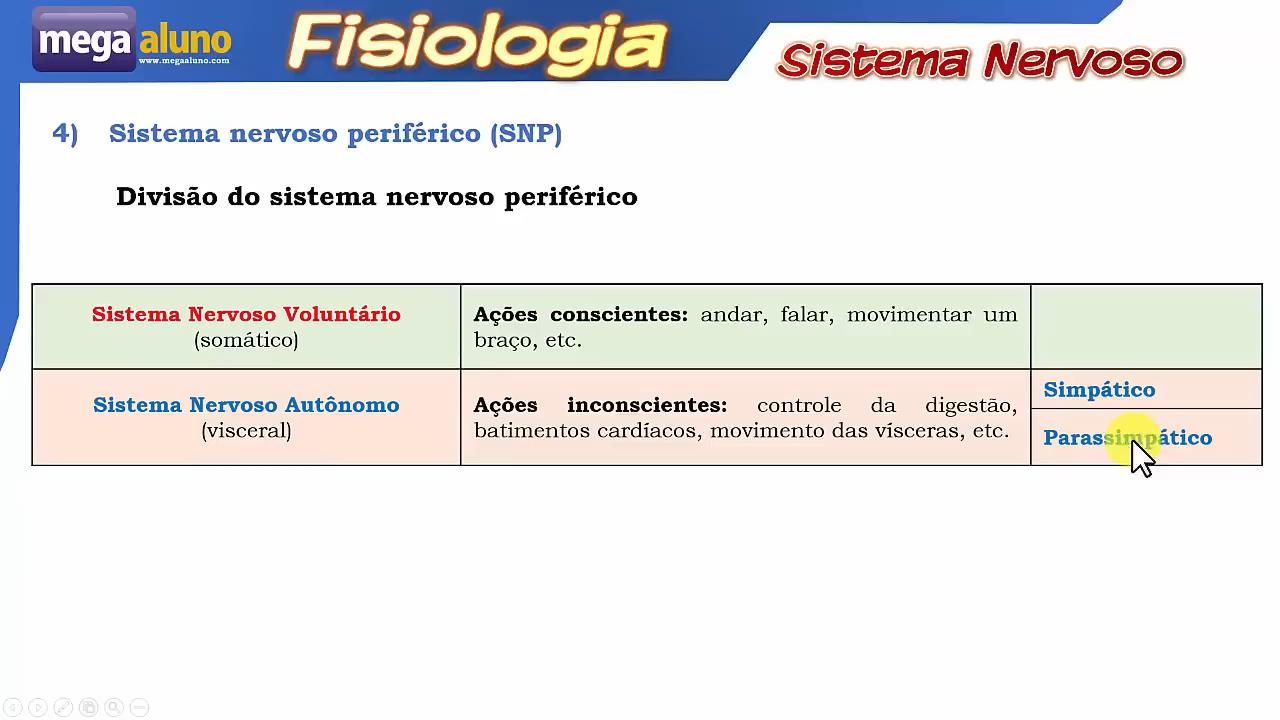 mega aluno
www.megaaluno.com
Fisiologia
Sistema Nervoso
4) Sistema nervoso periférico (SNP)
Divisão do sistema nervoso periférico
Sistema Nervoso Voluntário
(somático)
Ações conscientes: andar, falar, movimentar um
braço, etc.
Sistema Nervoso Autônomo
(visceral)
Ações inconscientes: controle da digestão,
batimentos cardíacos, movimento das vísceras, etc.
Simpático
Parassimpático